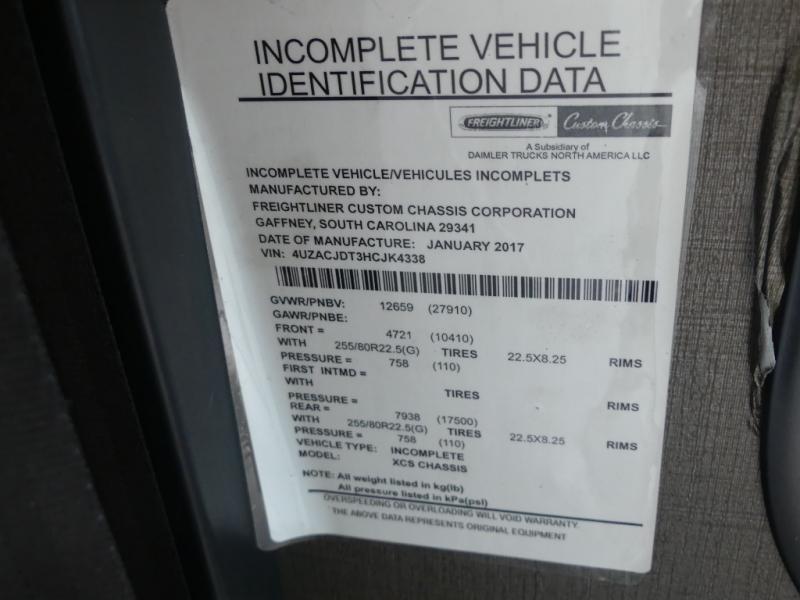 INCOMPLETE VEHICLE
IDENTIFICATION DATA
FREIGHTLINER Custom Chassis
A Subsidiary of
DAIMLER TRUCKS NORTH AMERICA LLC
INCOMPLETE VEHICLE/VEHICULES INCOMPLETS
MANUFACTURED BY:
FREIGHTLINER CUSTOM CHASSIS CORPORATION
GAFFNEY, SOUTH CAROLINA 29341
DATE OF MANUFACTURE: JANUARY 2017
VIN: 4UZACJDT3HCJK4338
GVWR/PNBV: 12659 (27910)
GAWR/PNBE:
FRONT = 4721 (10410)
WITH 255/80R22.5(G) TIRES 22.5X8.25 RIMS
PRESSURE = 758 (110)
FIRST INTMD =
WITH TIRES RIMS
PRESSURE =
REAR = 7938 (17500)
WITH 255/80R22.5(G) TIRES 22.5X8.25 RIMS
PRESSURE = 758 (110)
VEHICLE TYPE: INCOMPLETE
MODEL: XCS CHASSIS
NOTE: All weight listed in kg(lb)
All pressure listed in kPa(psi)
OVERSPEEDING OR OVERLOADING WILL VOID WARRANTY.
THE ABOVE DATA REPRESENTS ORIGINAL EQUIPMENT